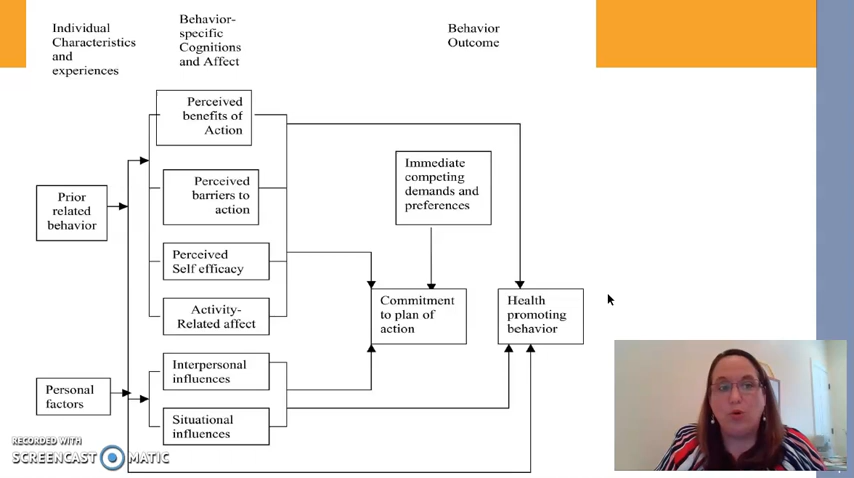 Individual
Characteristics
and
experiences
Behavior-
specific
Cognitions
and Affect
Behavior
Outcome
Perceived
benefits of
Action
Perceived
barriers to
action
Perceived
Self efficacy
Activity-
Related affect
Interpersonal
influences
Situational
influences
Prior
related
behavior
Personal
factors
Immediate
competing
demands and
preferences
Commitment
to plan of
action
Health
promoting
behavior
RECORDED WITH
SCREENCAST MATIC